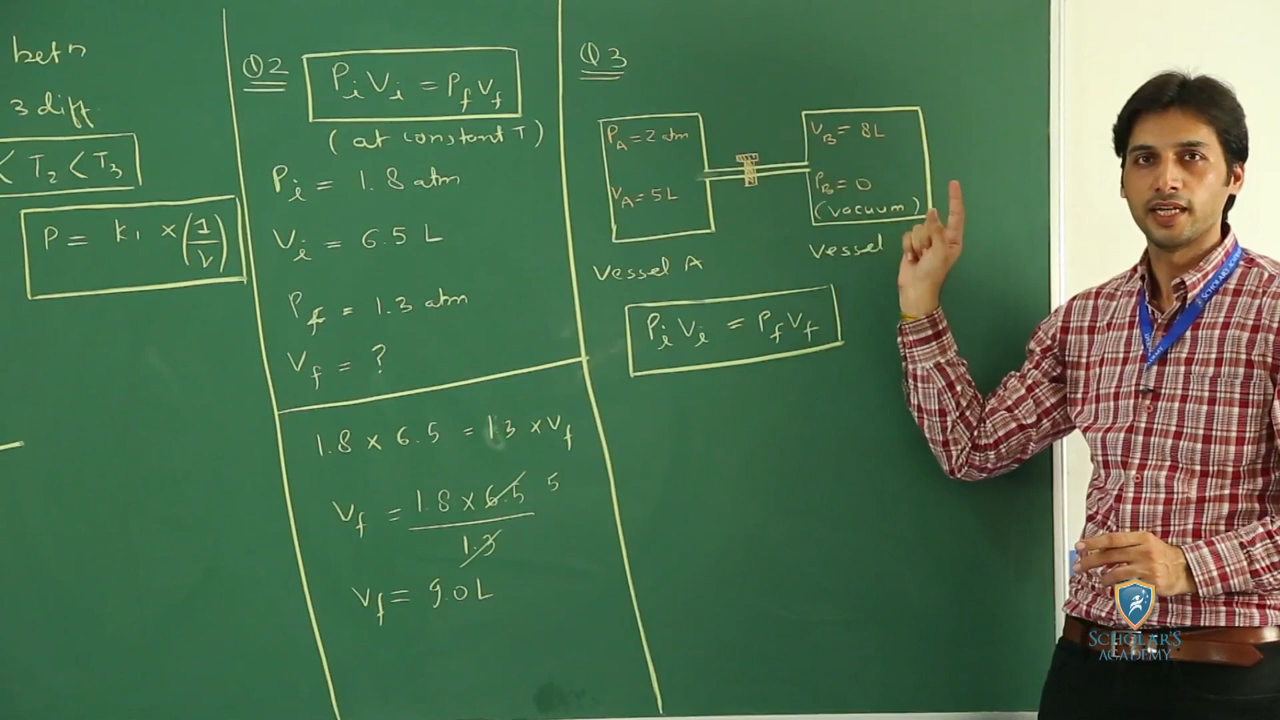 betn
3 diff.
< T2 < T3
P = K1 × (1/V)
Q2
PiVi = PfVf
(at constant T)
Pi = 1.8 atm
Vi = 6.5 L
Pf = 1.3 atm
Vf = ?
1.8 × 6.5 = 1.3 × Vf
Vf = 1.8 × 6.5 5
1.3
Vf = 9.0 L
Q3
PA = 2 atm
VA = 5 L
Vessel A
VB = 8L
PB = 0
(vacuum)
Vessel
PiVi = PfVf
SCHOLAR'S
ACADEMY